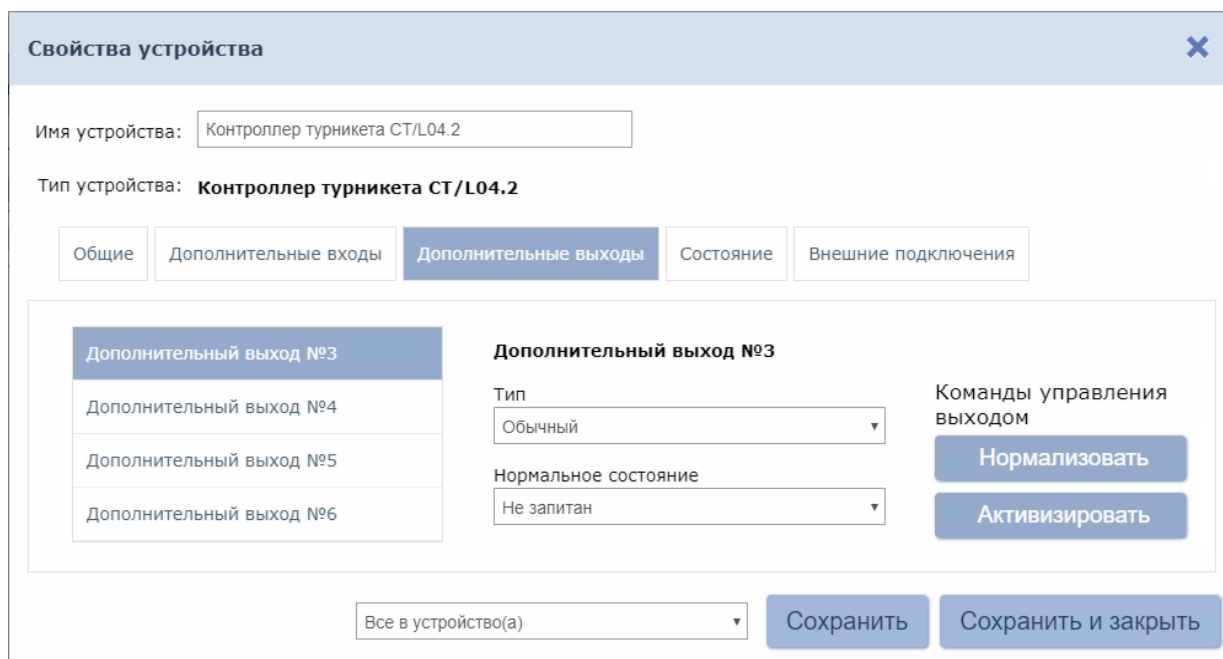 Свойства устройства
Имя устройства: Контроллер турникета CT/L04.2
Тип устройства: Контроллер турникета CT/L04.2
Общие Дополнительные входы Дополнительные выходы Состояние Внешние подключения
Дополнительный выход №3
Дополнительный выход №4
Дополнительный выход №5
Дополнительный выход №6
Дополнительный выход №3
Тип
Обычный
Нормальное состояние
Не запитан
Команды управления
выходом
Нормализовать
Активизировать
Все в устройство(а) Сохранить Сохранить и закрыть